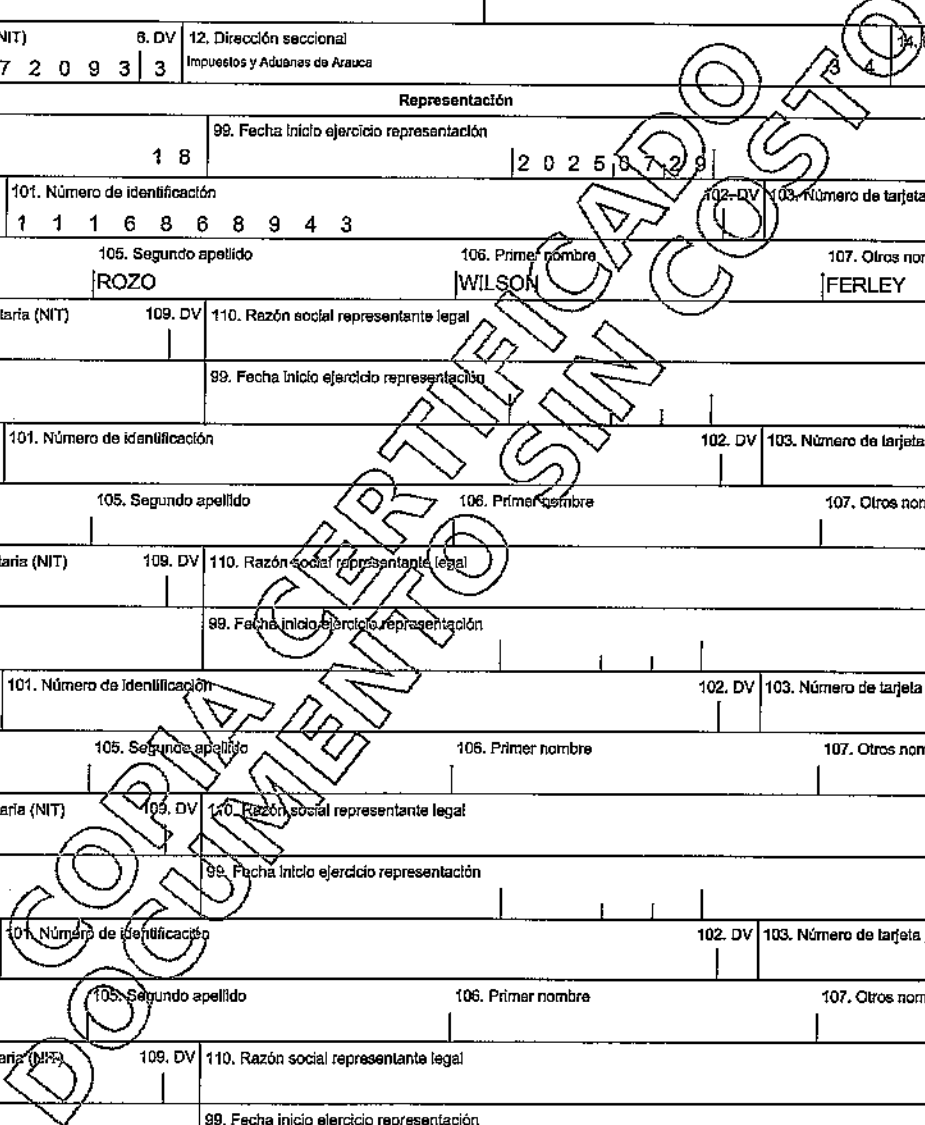 NIT) 6. DV 12. Dirección seccional 14.
7 2 0 9 3 3 Impuestos y Aduanas de Arauca 3 4
Representación
99. Fecha inicio ejercicio representación
1 8 2 0 2 5 0 7 2 9
101. Número de identificación 102. DV 103. Número de tarjeta
1 1 1 6 8 6 8 9 4 3
105. Segundo apellido 106. Primer nombre 107. Otros nom
ROZO WILSON FERLEY
taria (NIT) 109. DV 110. Razón social representante legal
99. Fecha inicio ejercicio representación
101. Número de identificación 102. DV 103. Número de tarjeta
105. Segundo apellido 106. Primer nombre 107. Otros nom
taria (NIT) 109. DV 110. Razón social representante legal
99. Fecha inicio ejercicio representación
101. Número de identificación 102. DV 103. Número de tarjeta
105. Segundo apellido 106. Primer nombre 107. Otros nom
aria (NIT) 109. DV 110. Razón social representante legal
99. Fecha inicio ejercicio representación
101. Número de identificación 102. DV 103. Número de tarjeta
105. Segundo apellido 106. Primer nombre 107. Otros nom
aria (NIT) 109. DV 110. Razón social representante legal
99. Fecha inicio ejercicio representación
COPIA CERTIFICADO
DOCUMENTO SIN COSTO